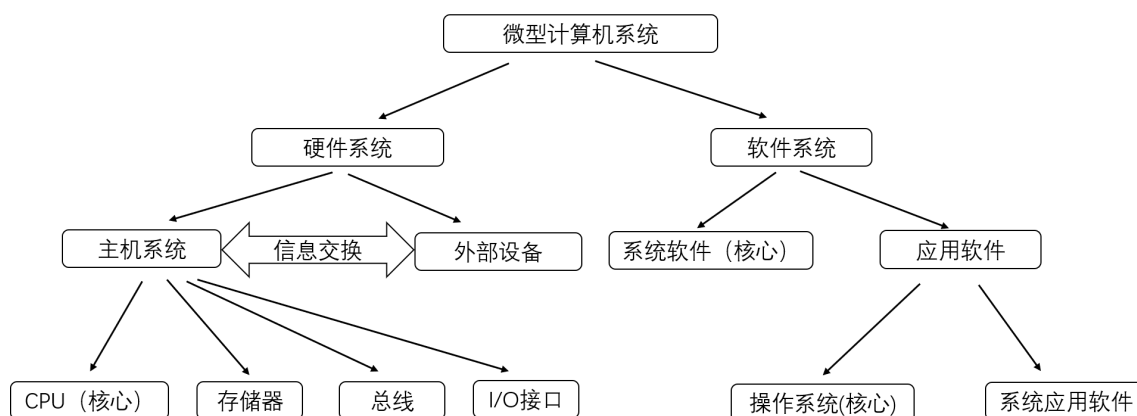 微型计算机系统
硬件系统
软件系统
主机系统
信息交换
外部设备
系统软件（核心）
应用软件
CPU（核心）
存储器
总线
I/O接口
操作系统(核心)
系统应用软件